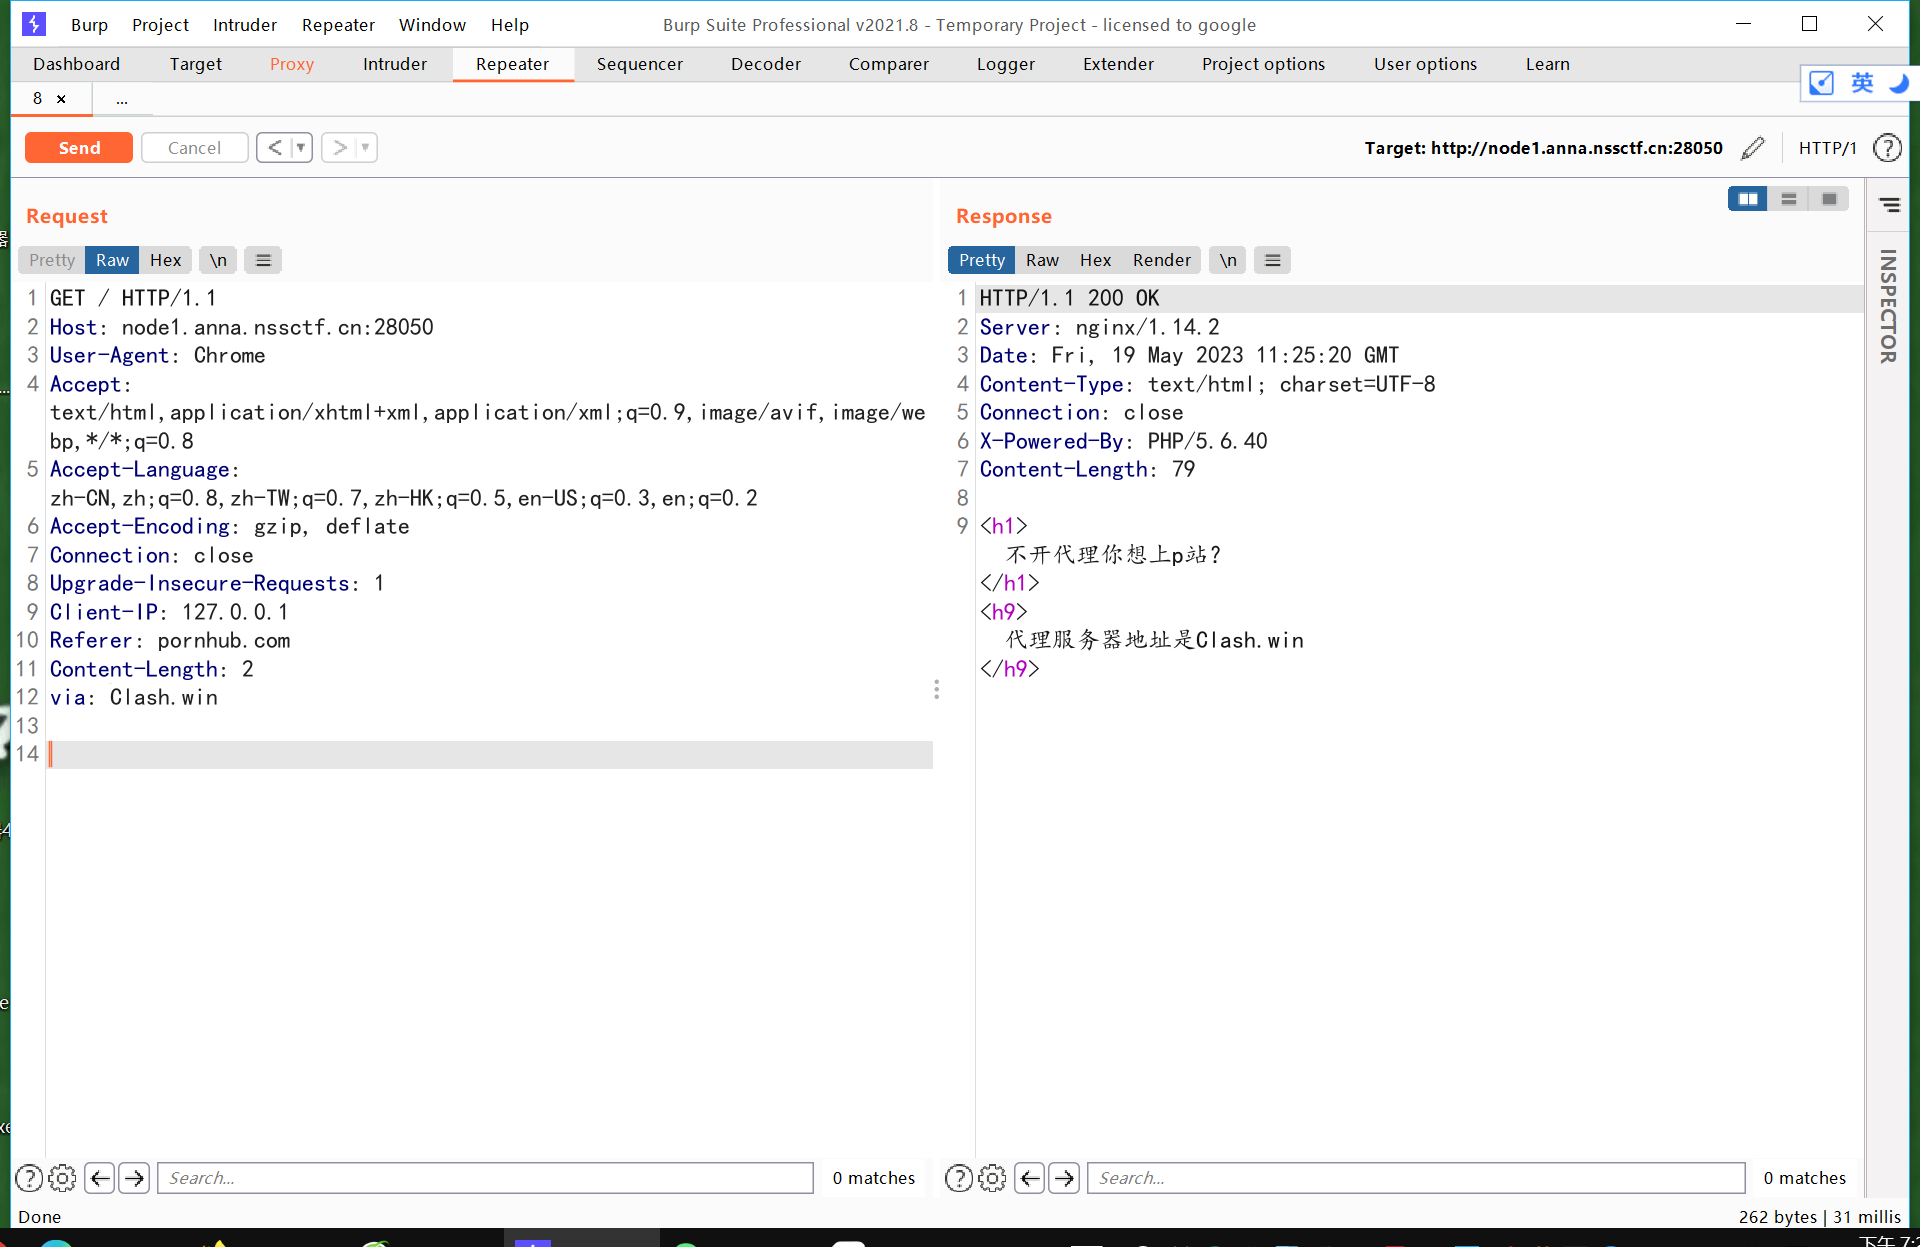 Burp Project Intruder Repeater Window Help Burp Suite Professional v2021.8 - Temporary Project - licensed to google
Dashboard Target Proxy Intruder Repeater Sequencer Decoder Comparer Logger Extender Project options User options Learn
英
8 × ...
Send Cancel < > Target: http://node1.anna.nssctf.cn:28050 HTTP/1 ?
Request
Pretty Raw Hex \n
1 GET / HTTP/1.1
2 Host: node1.anna.nssctf.cn:28050
3 User-Agent: Chrome
4 Accept:
text/html,application/xhtml+xml,application/xml;q=0.9,image/avif,image/we
bp,*/*;q=0.8
5 Accept-Language:
zh-CN,zh;q=0.8,zh-TW;q=0.7,zh-HK;q=0.5,en-US;q=0.3,en;q=0.2
6 Accept-Encoding: gzip, deflate
7 Connection: close
8 Upgrade-Insecure-Requests: 1
9 Client-IP: 127.0.0.1
10 Referer: pornhub.com
11 Content-Length: 2
12 via: Clash.win
13
14
Search...
0 matches
Response
Pretty Raw Hex Render \n
1 HTTP/1.1 200 OK
2 Server: nginx/1.14.2
3 Date: Fri, 19 May 2023 11:25:20 GMT
4 Content-Type: text/html; charset=UTF-8
5 Connection: close
6 X-Powered-By: PHP/5.6.40
7 Content-Length: 79
8
9 <h1>
不开代理你想上p站？
</h1>
<h9>
代理服务器地址是Clash.win
</h9>
Search...
0 matches
INSPECTOR
Done
262 bytes | 31 millis